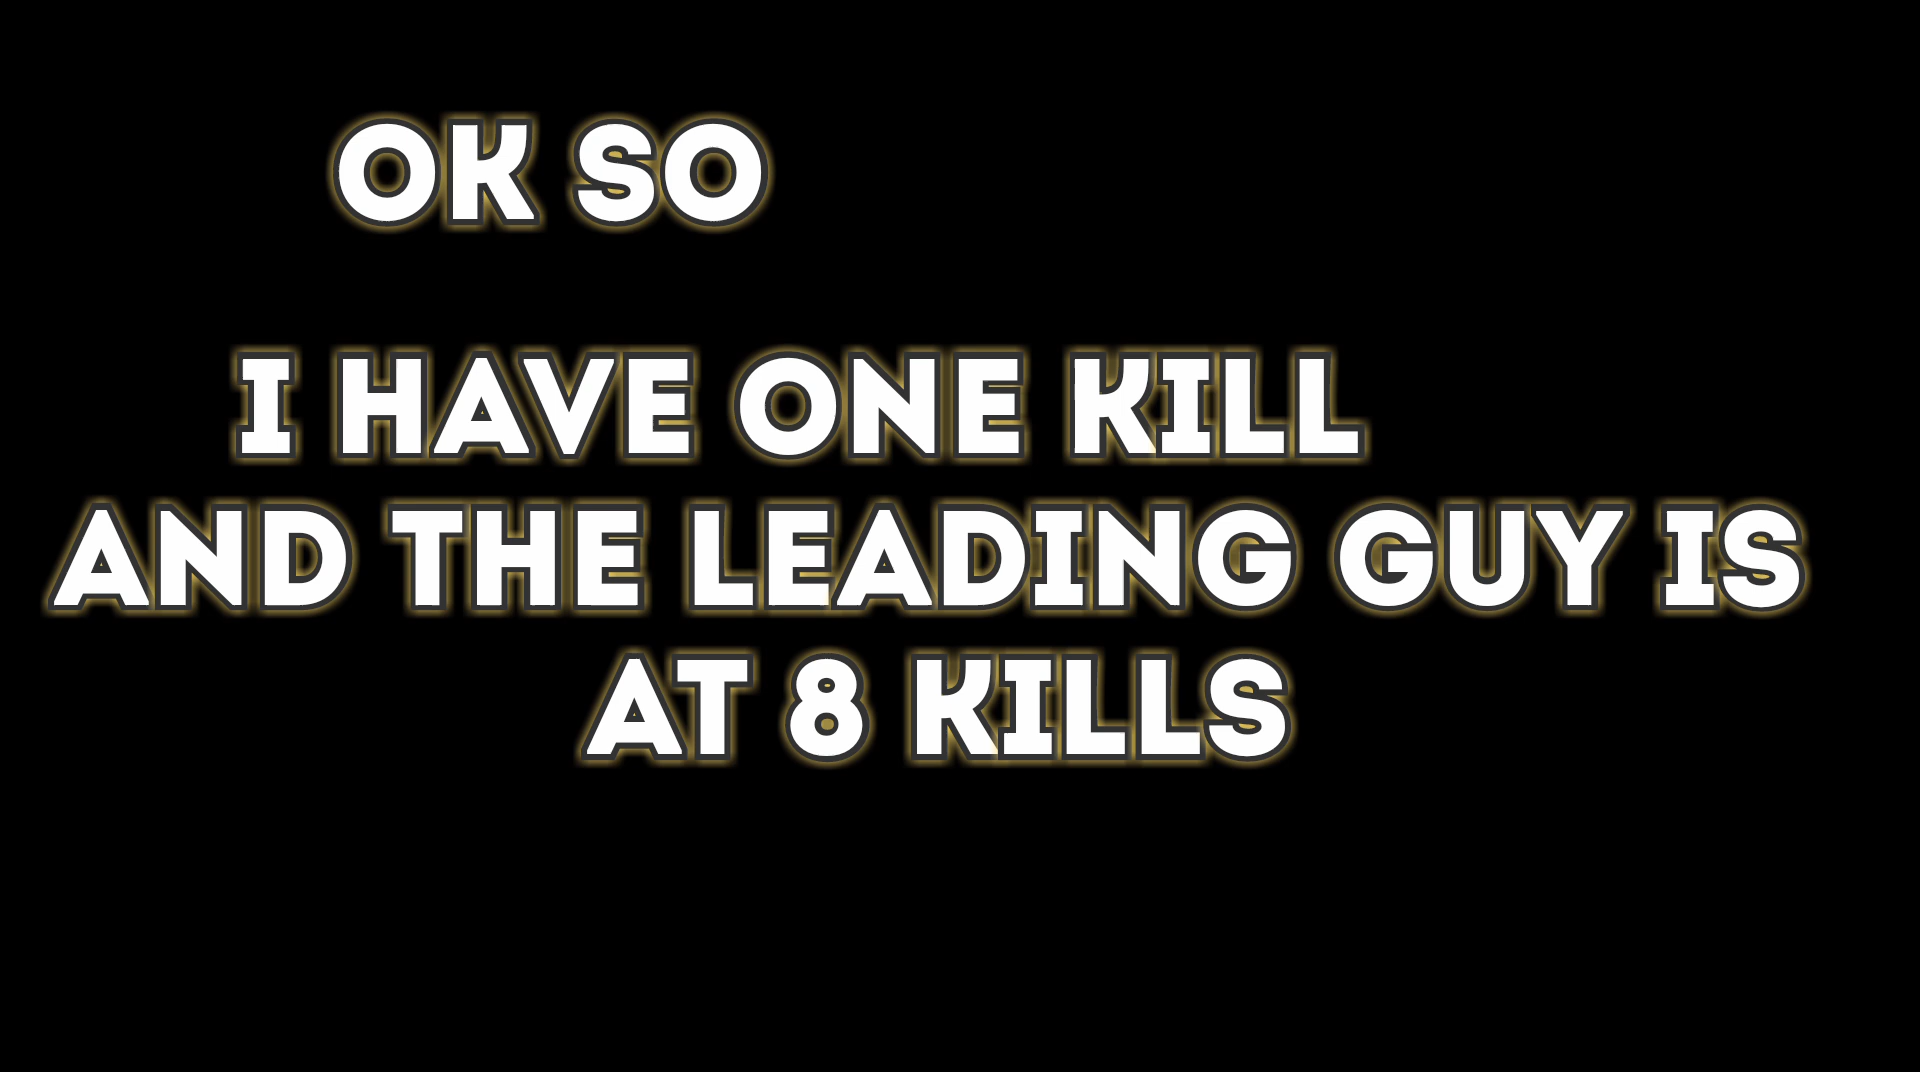 OK SO
I HAVE ONE KILL
AND THE LEADING GUY IS
AT 8 KILLS